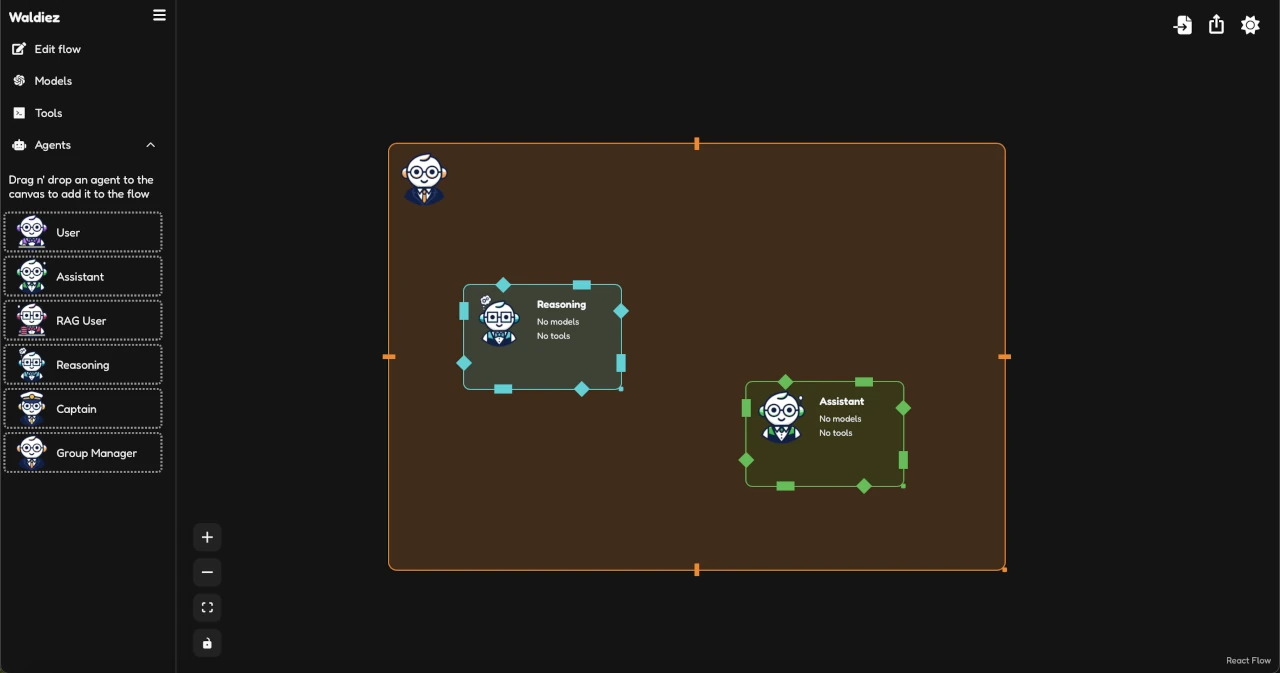 Waldiez
Edit flow
Models
Tools
Agents
Drag n' drop an agent to the
canvas to add it to the flow
User
Assistant
RAG User
Reasoning
Captain
Group Manager
Reasoning
No models
No tools
Assistant
No models
No tools
React Flow